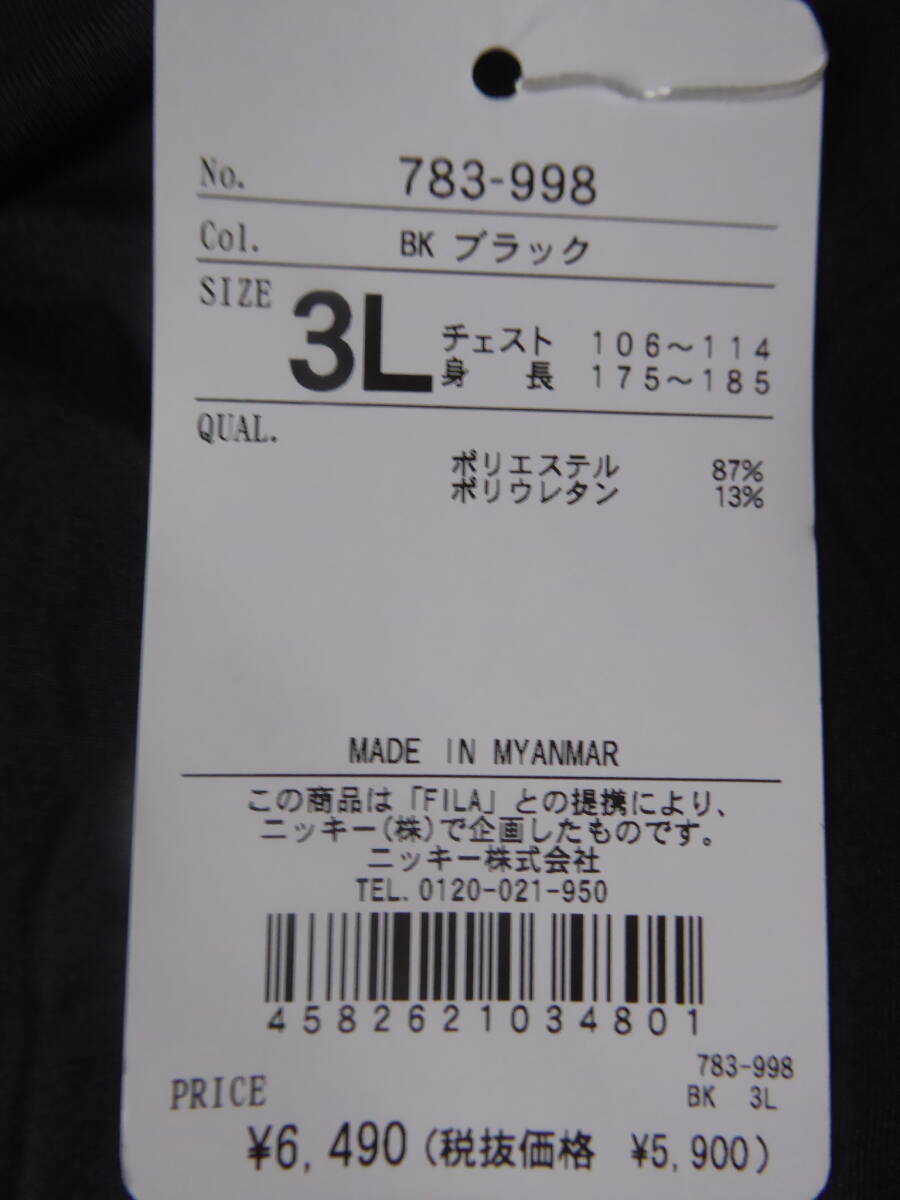 No. 783-998
Col. BK ブラック
SIZE 3L チェスト 106～114
身長 175～185
QUAL.
ポリエステル 87%
ポリウレタン 13%
MADE IN MYANMAR
この商品は「FILA」との提携により、
ニッキー(株)で企画したものです。
ニッキー株式会社
TEL. 0120-021-950
4582621034801
783-998
BK 3L
PRICE
¥6,490 (税抜価格 ¥5,900)